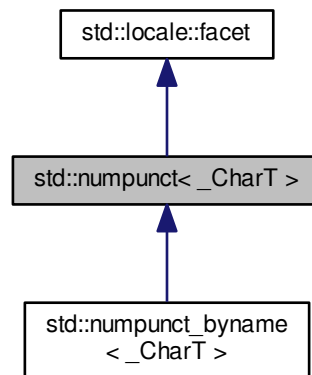 std::locale::facet
std::numpunct< _CharT >
std::numpunct_byname
< _CharT >